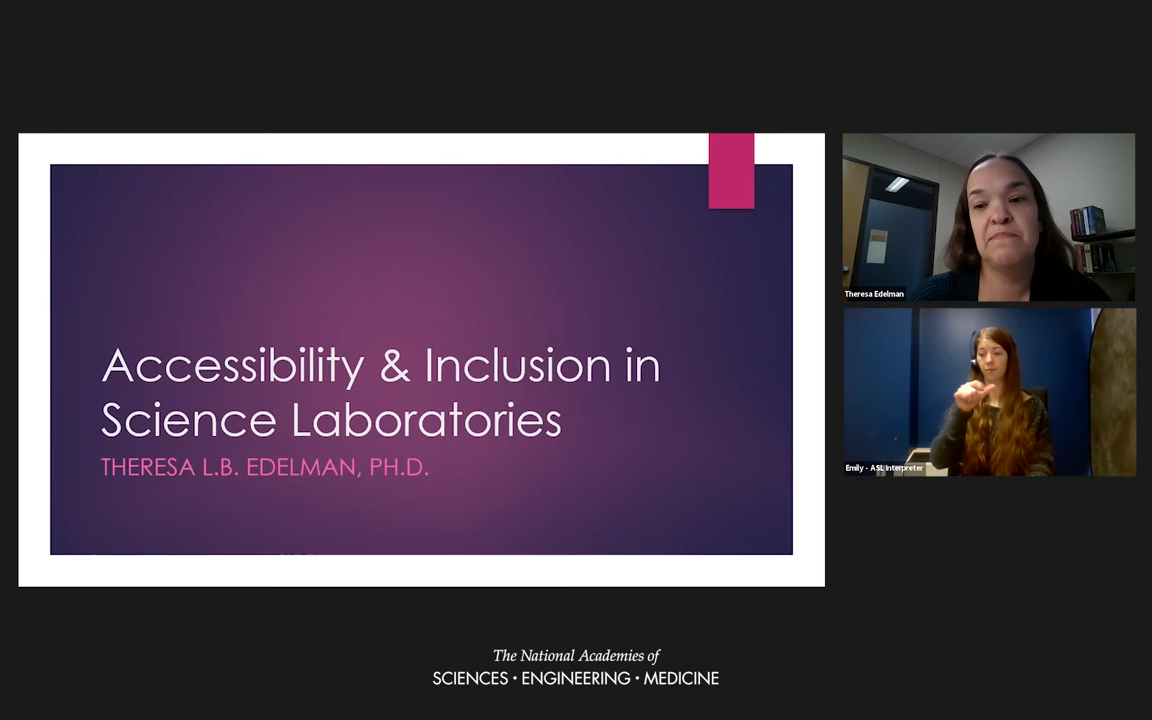 Accessibility & Inclusion in
Science Laboratories
THERESA L.B. EDELMAN, PH.D.
Theresa Edelman
Emily - ASL Interpreter
The National Academies of
SCIENCES • ENGINEERING • MEDICINE